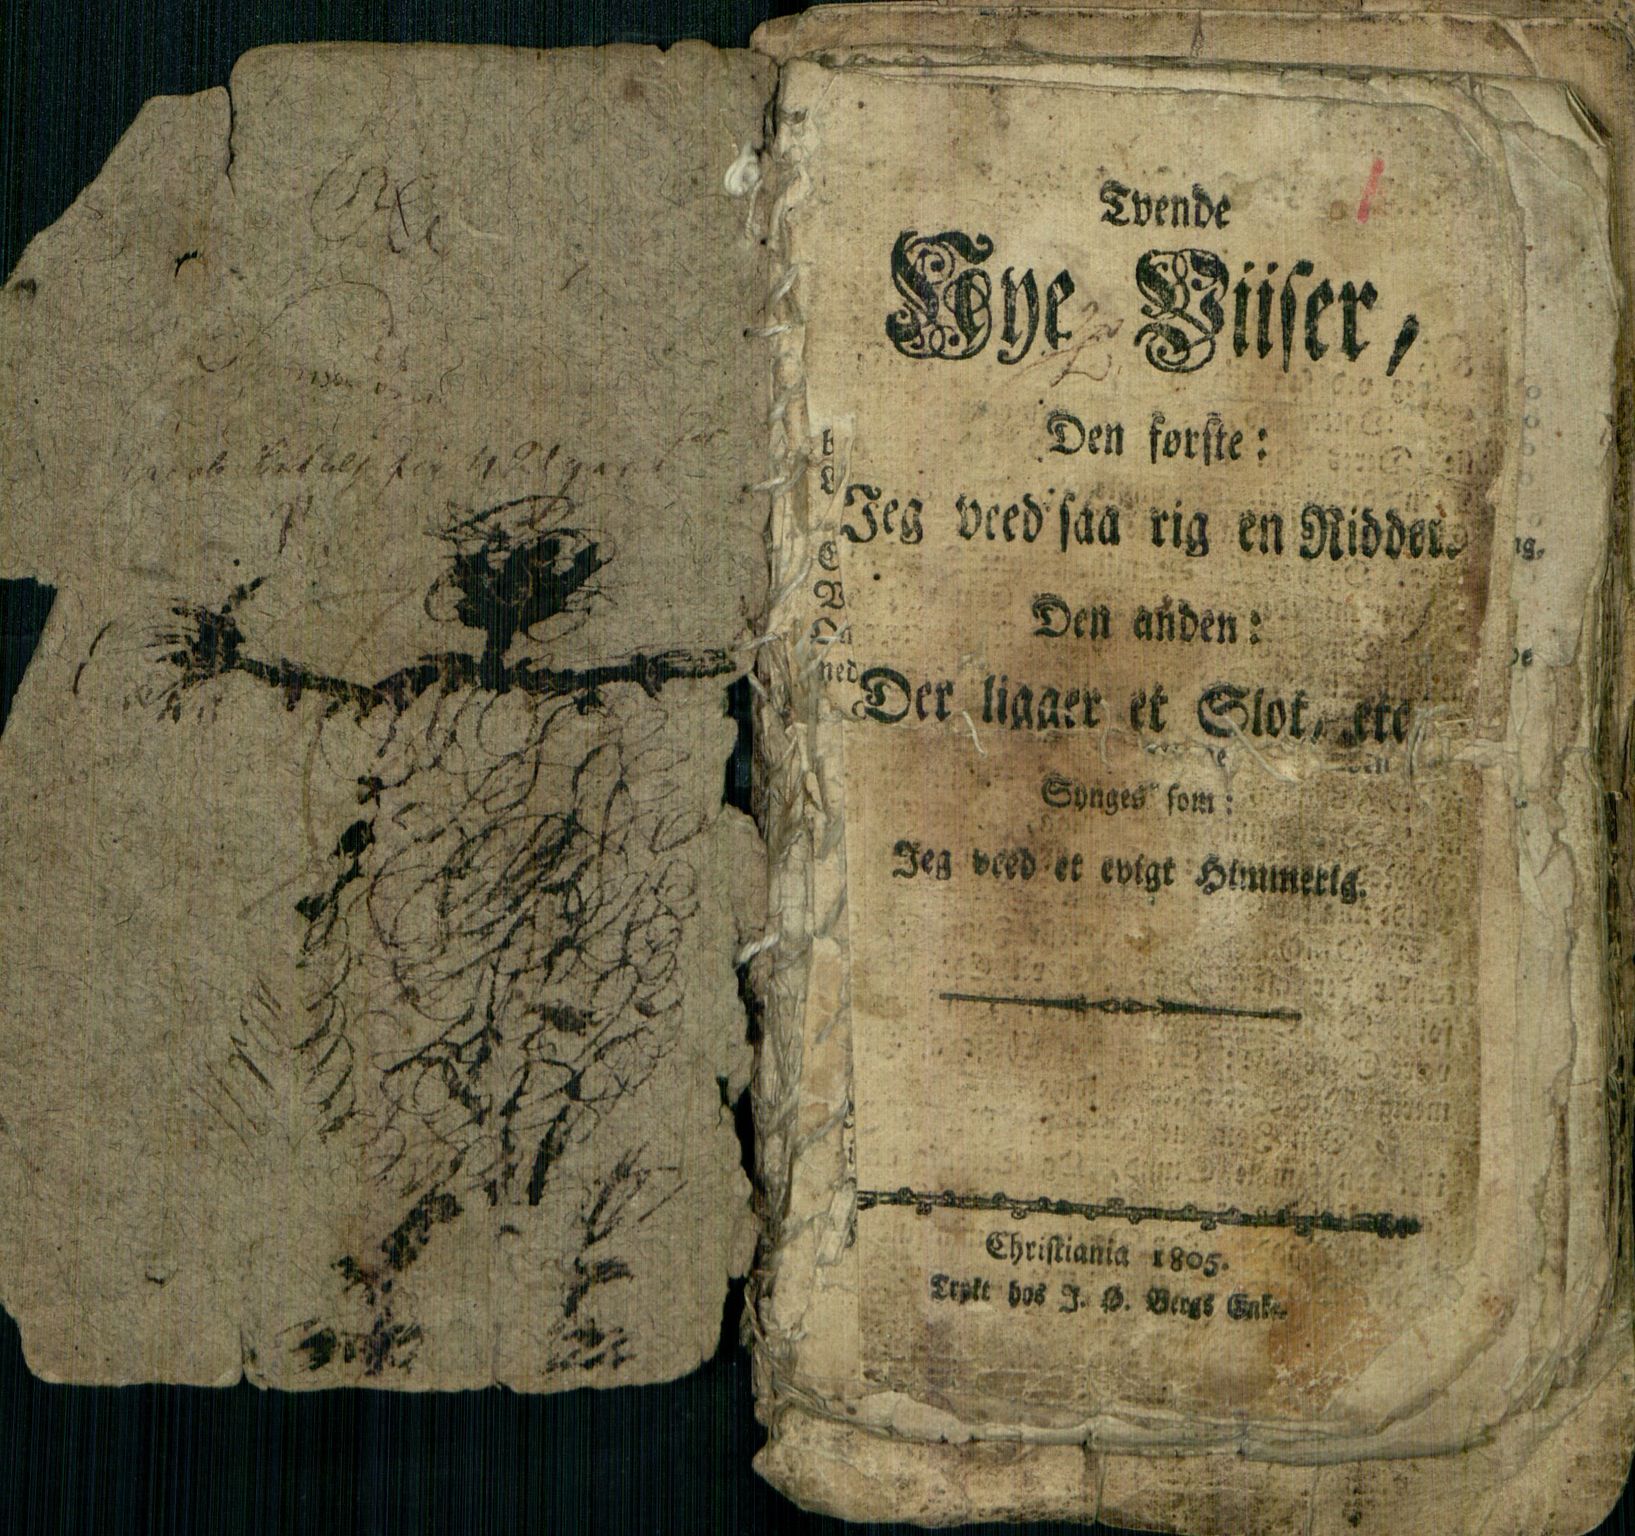 Tvende
Nye Viiser,
Den første:
Jeg veed saa rig en Ridder.
Den anden:
Der ligger et Slot, etc.
Synges som:
Jeg veed et evigt Himmerig.
Christiania 1805.
Trykt hos J. Ø. Bergs Enke.